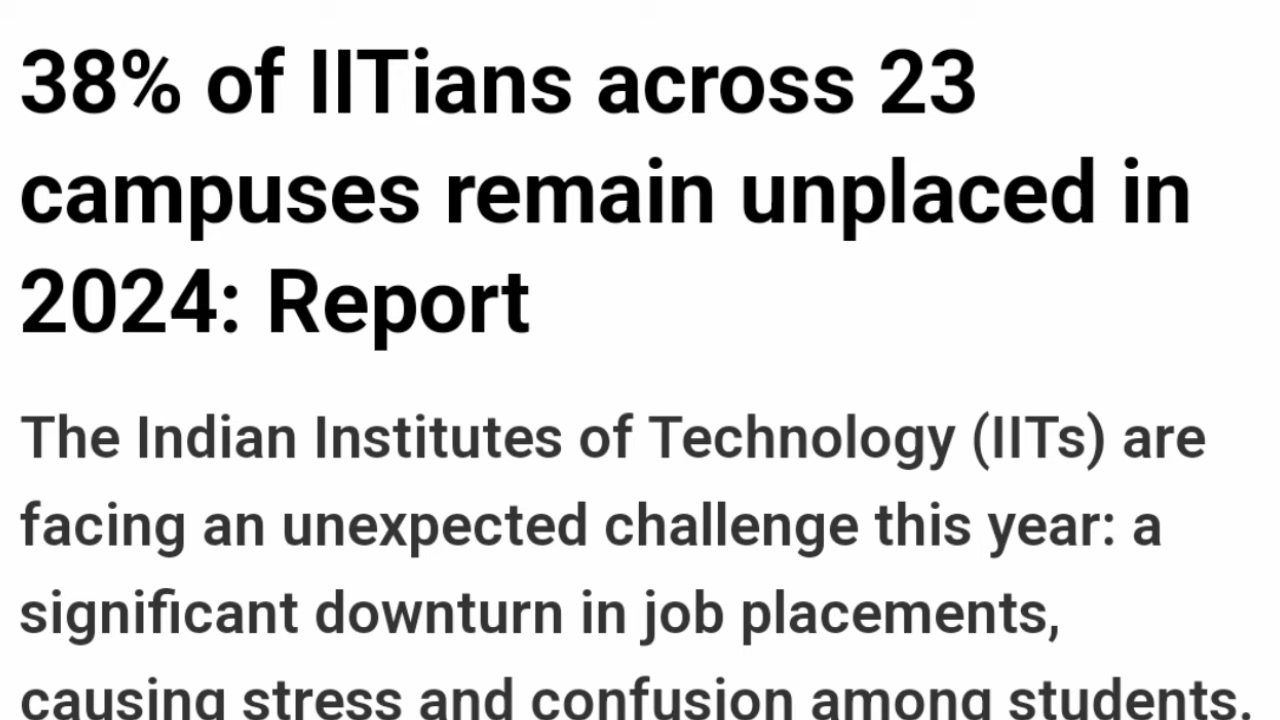 38% of IITians across 23
campuses remain unplaced in
2024: Report
The Indian Institutes of Technology (IITs) are
facing an unexpected challenge this year: a
significant downturn in job placements,
causing stress and confusion among students.